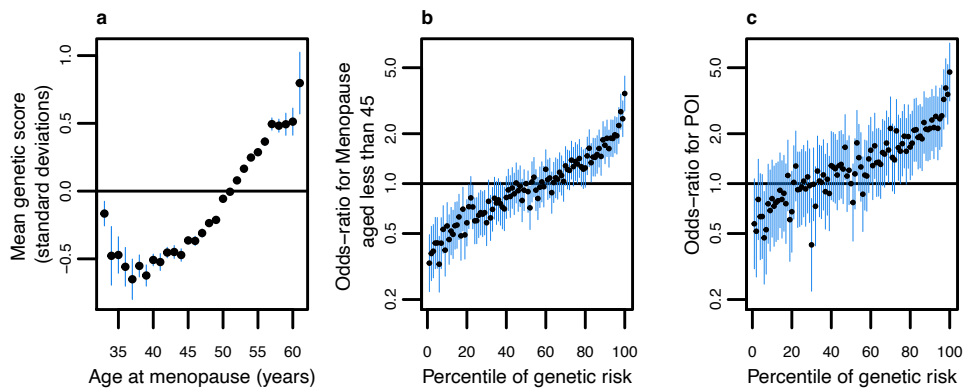 a
Mean genetic score
(standard deviations)
1.0
0.5
0.0
−0.5
35 40 45 50 55 60
Age at menopause (years)
b
Odds−ratio for Menopause
aged less than 45
5.0
2.0
1.0
0.5
0.2
0 20 40 60 80 100
Percentile of genetic risk
c
Odds−ratio for POI
5.0
2.0
1.0
0.5
0.2
0 20 40 60 80 100
Percentile of genetic risk